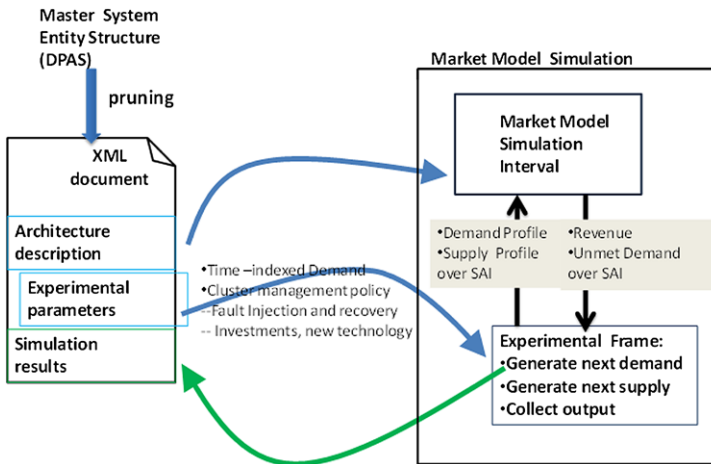 Master System
Entity Structure
(DPAS)
pruning
XML
document
Architecture
description
Experimental
parameters
Simulation
results
•Time –indexed Demand
•Cluster management policy
--Fault Injection and recovery
-- Investments, new technology
Market Model Simulation
Market Model
Simulation
Interval
•Demand Profile
•Supply Profile
over SAI
•Revenue
•Unmet Demand
over SAI
Experimental Frame:
•Generate next demand
•Generate next supply
•Collect output